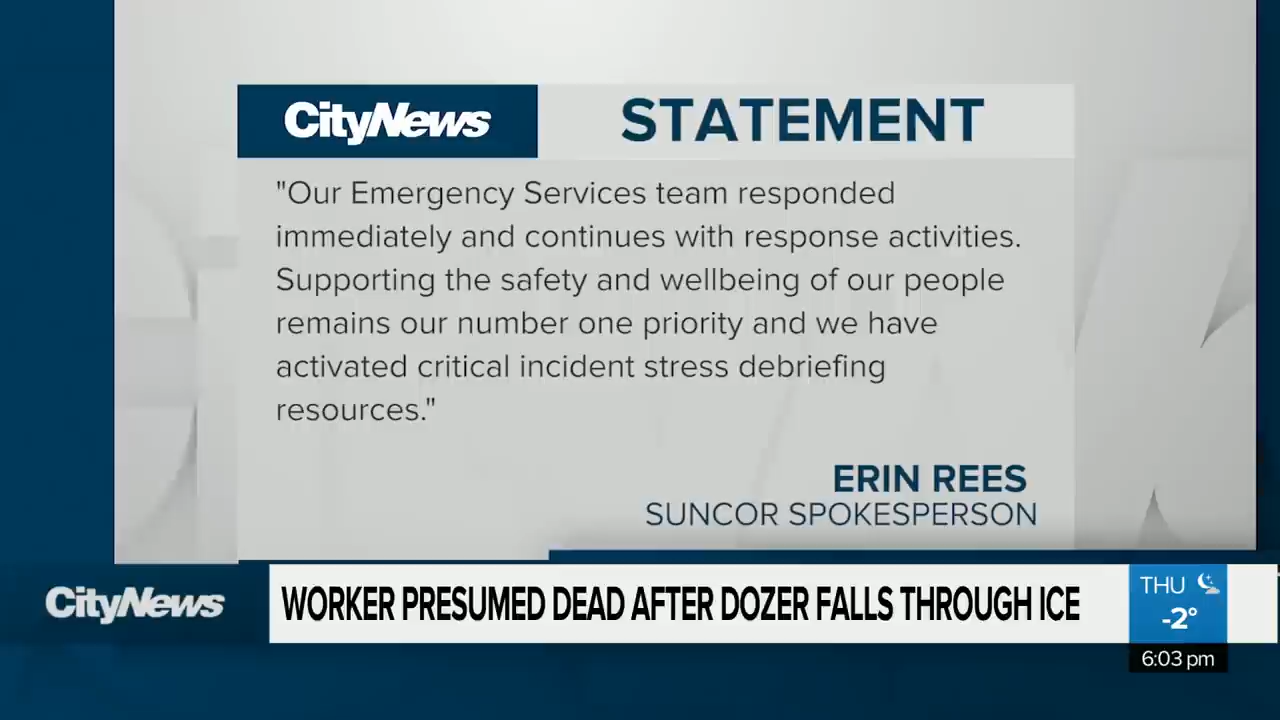 CityNews
STATEMENT
"Our Emergency Services team responded
immediately and continues with response activities.
Supporting the safety and wellbeing of our people
remains our number one priority and we have
activated critical incident stress debriefing
resources."
ERIN REES
SUNCOR SPOKESPERSON
CityNews
WORKER PRESUMED DEAD AFTER DOZER FALLS THROUGH ICE
THU
-2°
6:03 pm